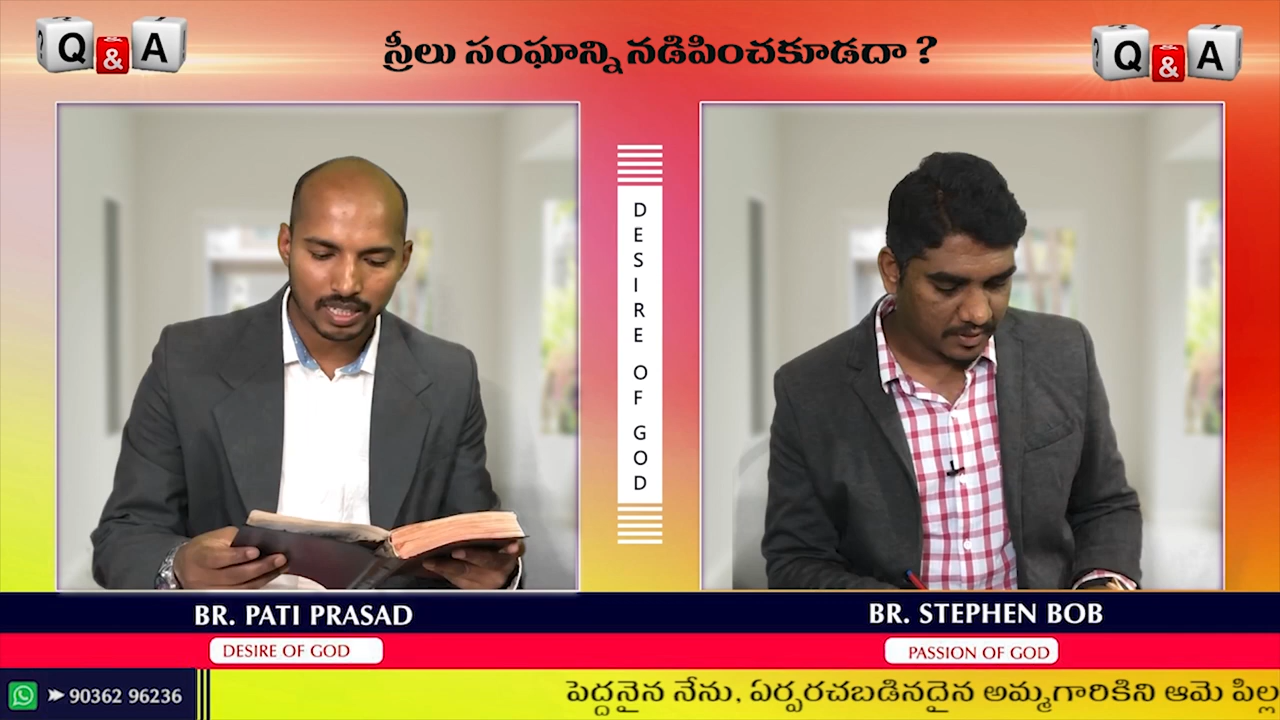 Q & A
స్త్రీలు సంఘాన్ని నడిపించకూడదా ?
Q & A
DESIRE OF GOD
BR. PATI PRASAD
BR. STEPHEN BOB
DESIRE OF GOD
PASSION OF GOD
90362 96236
పెద్దనైన నేను, ఏర్పరచబడినదైన అమ్మగారికిని ఆమె పిల్ల